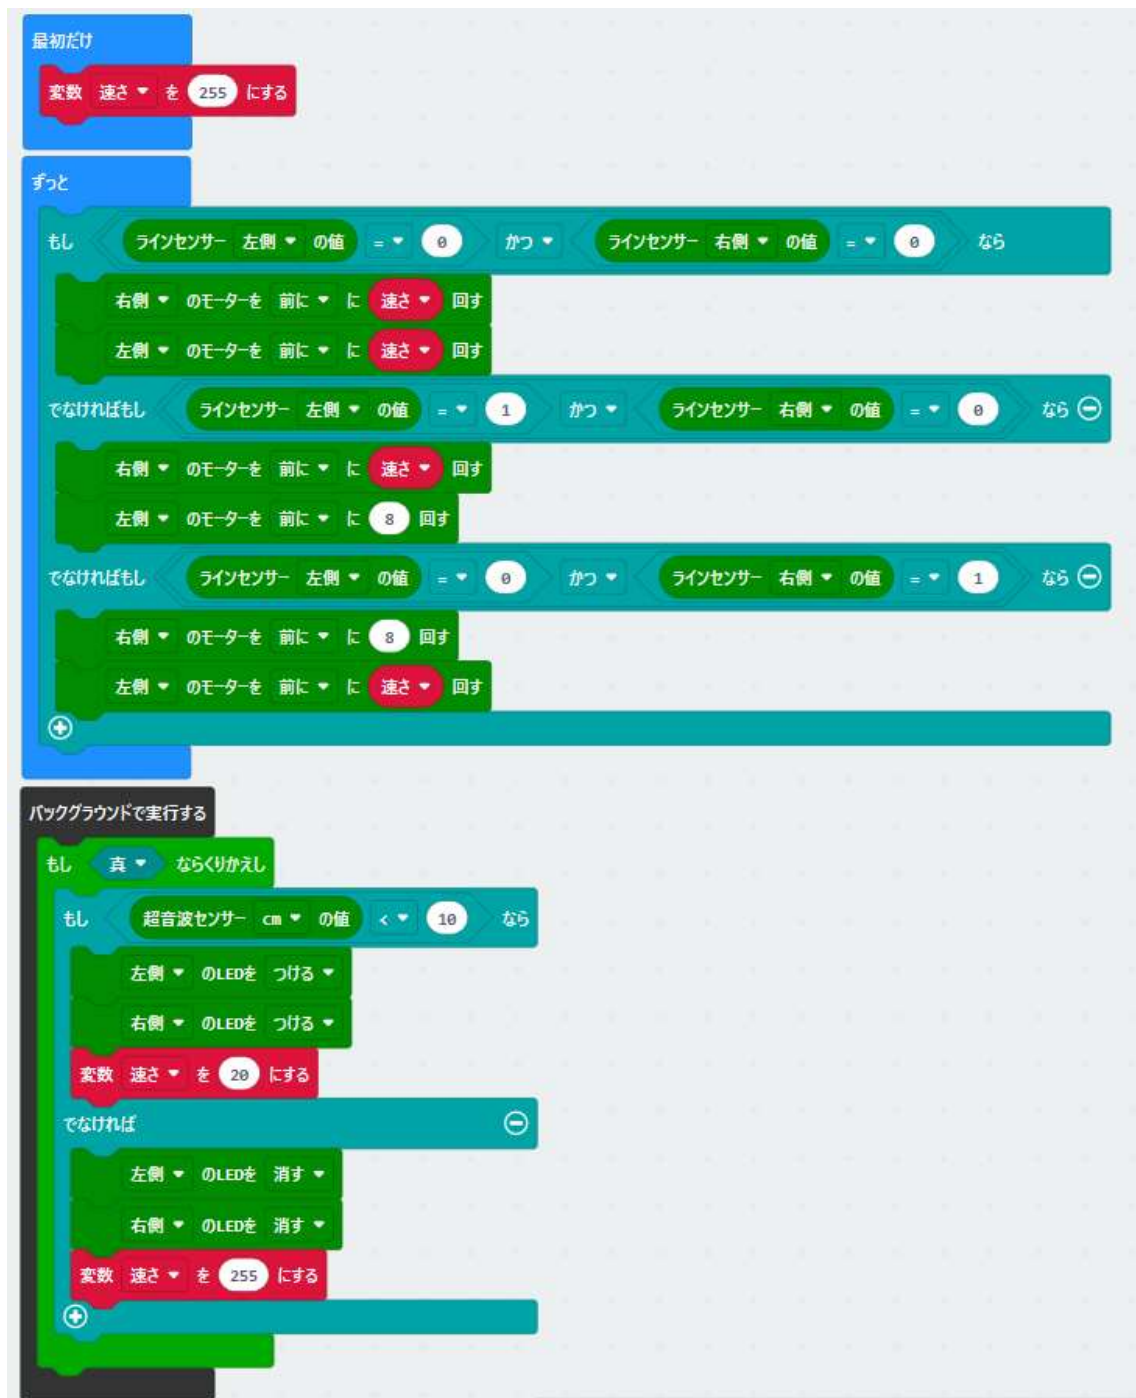 最初だけ
変数 速さ を 255 にする
ずっと
もし ラインセンサー 左側 の値 = 0 かつ ラインセンサー 右側 の値 = 0 なら
右側 のモーターを 前に に 速さ 回す
左側 のモーターを 前に に 速さ 回す
でなければもし ラインセンサー 左側 の値 = 1 かつ ラインセンサー 右側 の値 = 0 なら
右側 のモーターを 前に に 速さ 回す
左側 のモーターを 前に に 8 回す
でなければもし ラインセンサー 左側 の値 = 0 かつ ラインセンサー 右側 の値 = 1 なら
右側 のモーターを 前に に 8 回す
左側 のモーターを 前に に 速さ 回す
バックグラウンドで実行する
もし 真 ならくりかえし
もし 超音波センサー cm の値 < 10 なら
左側 のLEDを つける
右側 のLEDを つける
変数 速さ を 20 にする
でなければ
左側 のLEDを 消す
右側 のLEDを 消す
変数 速さ を 255 にする